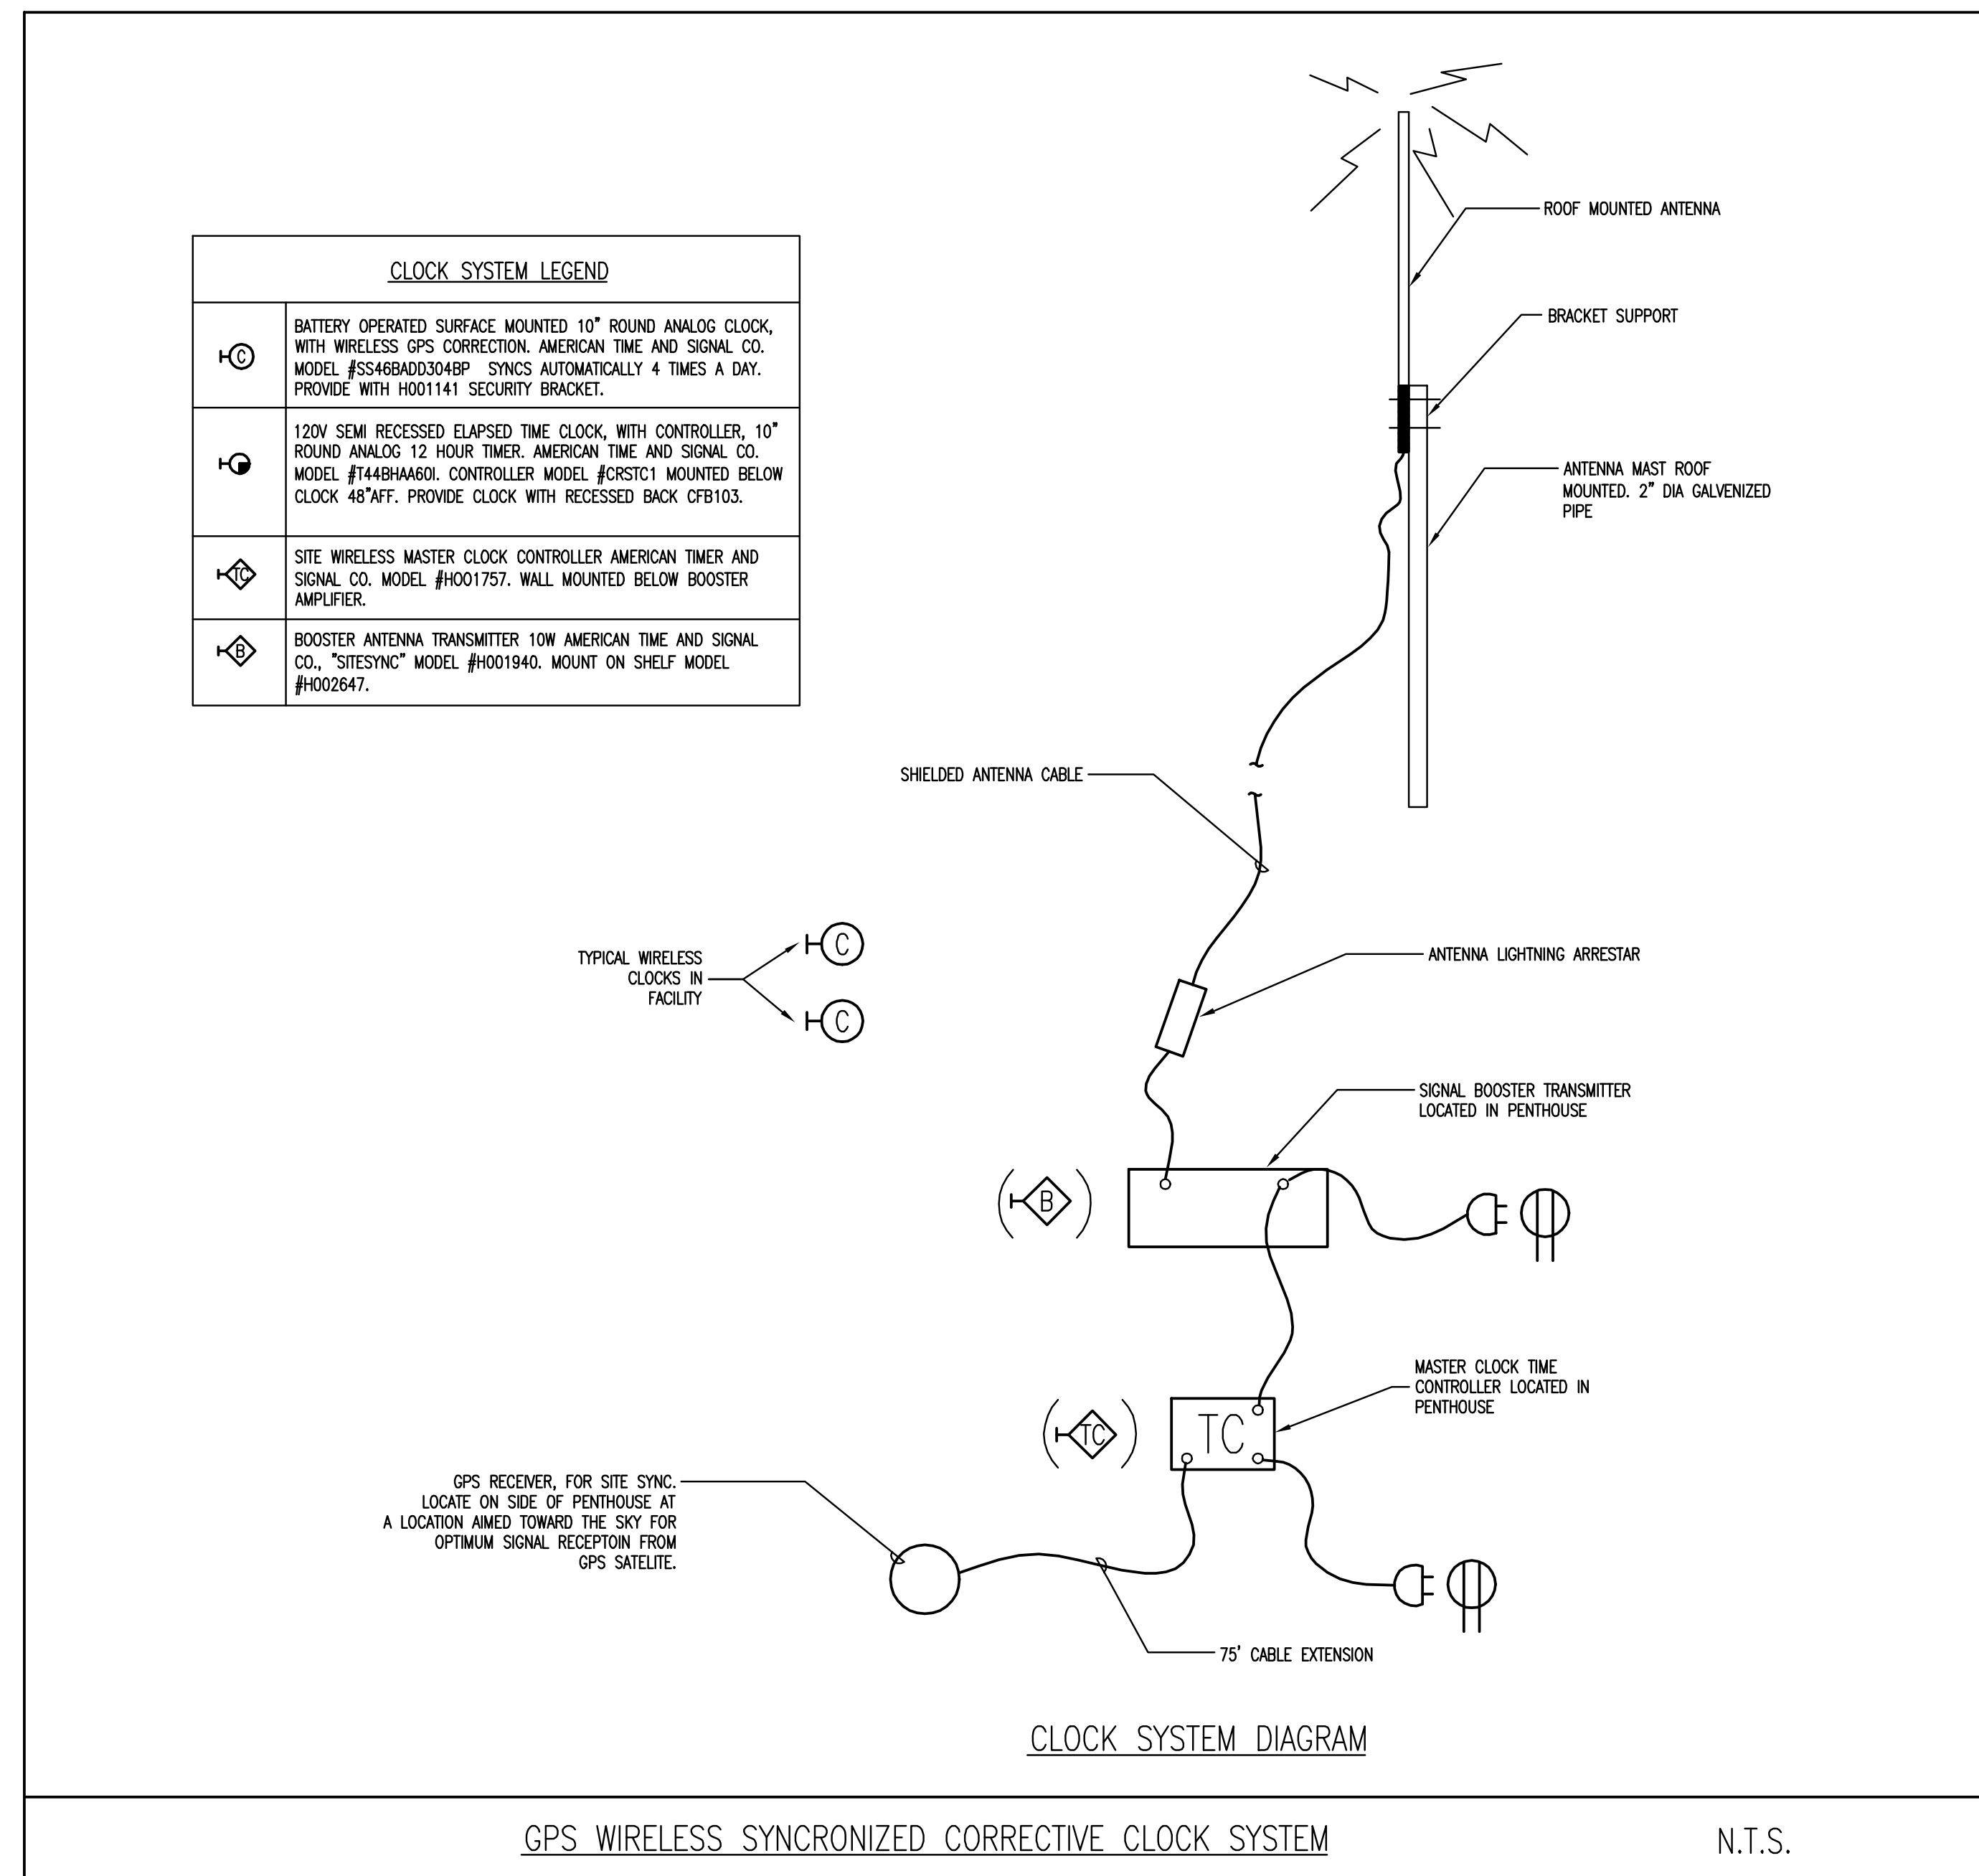 CLOCK SYSTEM LEGEND
C
BATTERY OPERATED SURFACE MOUNTED 10" ROUND ANALOG CLOCK,
WITH WIRELESS GPS CORRECTION. AMERICAN TIME AND SIGNAL CO.
MODEL #SS46BADD304BP SYNCS AUTOMATICALLY 4 TIMES A DAY.
PROVIDE WITH H001141 SECURITY BRACKET.
120V SEMI RECESSED ELAPSED TIME CLOCK, WITH CONTROLLER, 10"
ROUND ANALOG 12 HOUR TIMER. AMERICAN TIME AND SIGNAL CO.
MODEL #T44BHAA60I. CONTROLLER MODEL #CRSTC1 MOUNTED BELOW
CLOCK 48"AFF. PROVIDE CLOCK WITH RECESSED BACK CFB103.
TC
SITE WIRELESS MASTER CLOCK CONTROLLER AMERICAN TIMER AND
SIGNAL CO. MODEL #HO01757. WALL MOUNTED BELOW BOOSTER
AMPLIFIER.
B
BOOSTER ANTENNA TRANSMITTER 10W AMERICAN TIME AND SIGNAL
CO., "SITESYNC" MODEL #H001940. MOUNT ON SHELF MODEL
#H002647.
ROOF MOUNTED ANTENNA
BRACKET SUPPORT
ANTENNA MAST ROOF
MOUNTED. 2" DIA GALVENIZED
PIPE
SHIELDED ANTENNA CABLE
TYPICAL WIRELESS
CLOCKS IN
FACILITY
C
C
ANTENNA LIGHTNING ARRESTAR
SIGNAL BOOSTER TRANSMITTER
LOCATED IN PENTHOUSE
B
MASTER CLOCK TIME
CONTROLLER LOCATED IN
PENTHOUSE
TC
TC
GPS RECEIVER, FOR SITE SYNC.
LOCATE ON SIDE OF PENTHOUSE AT
A LOCATION AIMED TOWARD THE SKY FOR
OPTIMUM SIGNAL RECEPTOIN FROM
GPS SATELITE.
75' CABLE EXTENSION
CLOCK SYSTEM DIAGRAM
GPS WIRELESS SYNCRONIZED CORRECTIVE CLOCK SYSTEM
N.T.S.